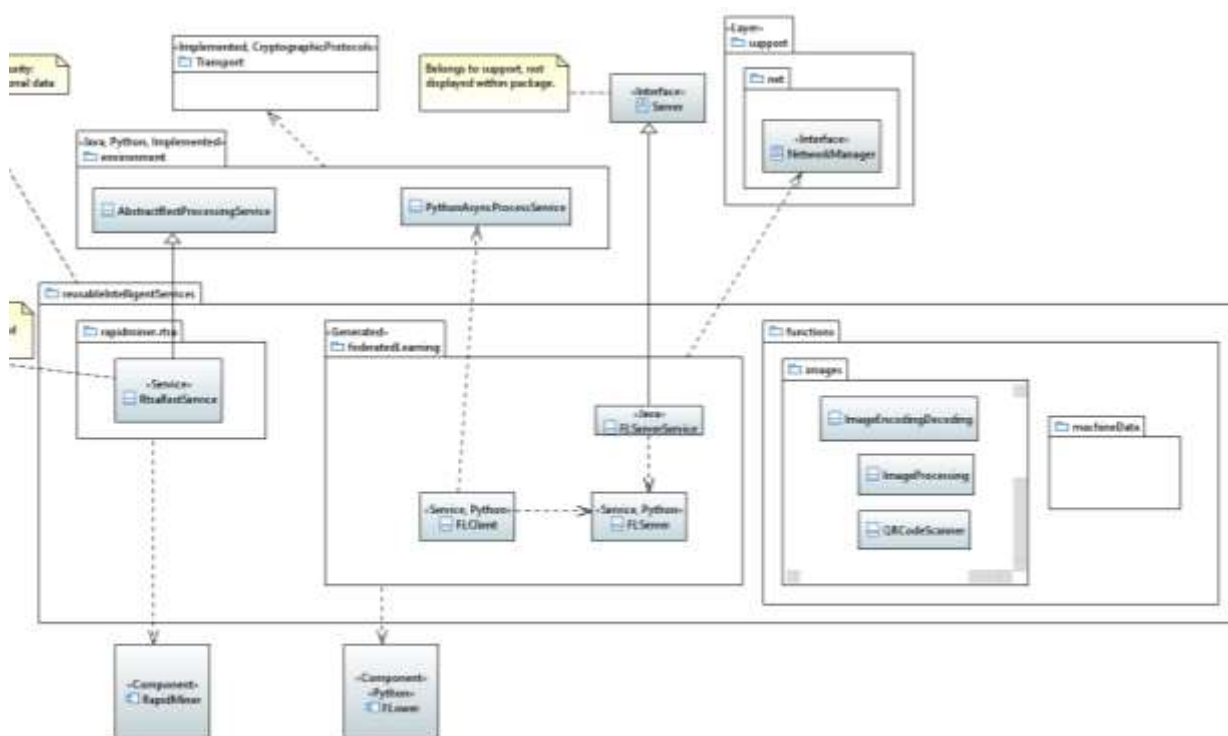 «Layer»
support
«Implemented, CryptographicProtocols»
Transport
Belongs to support, not
displayed within package.
«Interface»
Server
net
«Interface»
NetworkManager
«Java, Python, Implemented»
environment
AbstractRestProcessingService
PythonAsyncProcessService
reusableIntelligentServices
rapidminer.rtsa
«Service»
RtsaRestService
«Generated»
federatedLearning
«Java»
FLServerService
«Service, Python»
FLClient
«Service, Python»
FLServer
functions
images
ImageEncodingDecoding
ImageProcessing
QRCodeScanner
machineData
«Component»
RapidMiner
«Component»
«Python»
FLower